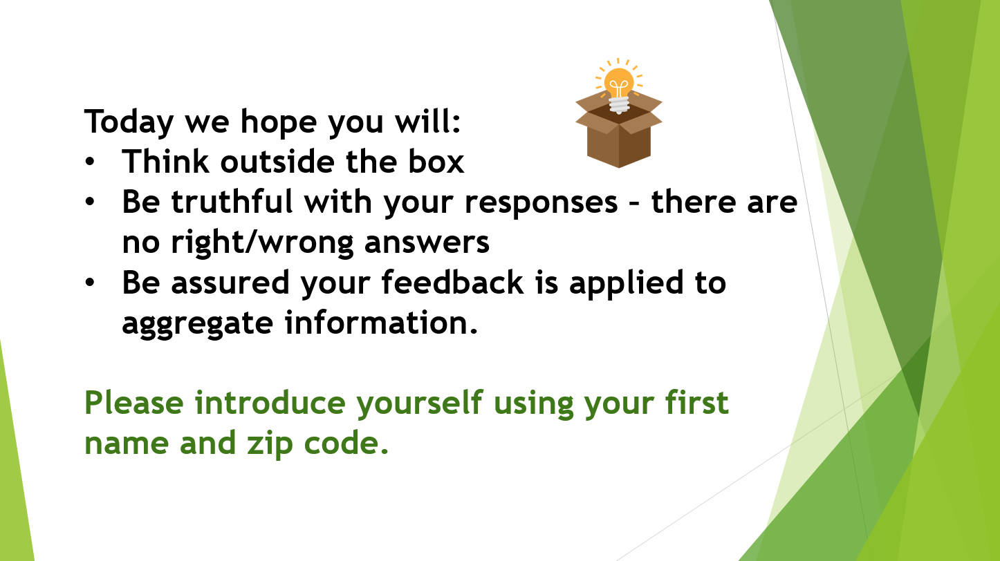 Today we hope you will:
• Think outside the box
• Be truthful with your responses – there are
no right/wrong answers
• Be assured your feedback is applied to
aggregate information.
Please introduce yourself using your first
name and zip code.